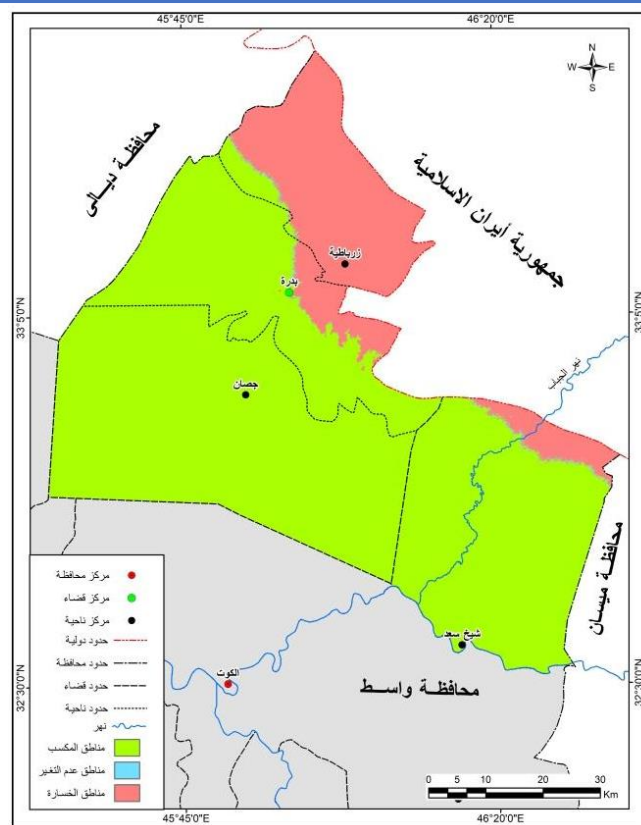 45°45'0"E
46°20'0"E
N
W E
S
محافظة ديالى
جمهورية أيران الاسلامية
زرباطية
بدرة
33°5'0"N
33°5'0"N
نهر الجباب
جصان
محافظة ميسان
شيخ سعد
الكوت
محافظة واسط
32°30'0"N
32°30'0"N
مركز محافظة
مركز قضاء
مركز ناحية
حدود دولية
حدود محافظة
حدود قضاء
حدود ناحية
نهر
مناطق المكسب
مناطق عدم التغير
مناطق الخسارة
0 5 10 20 30
Km
45°45'0"E
46°20'0"E